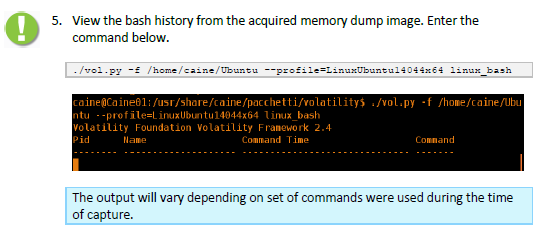 5. View the bash history from the acquired memory dump image. Enter the
command below.
./vol.py -f /home/caine/Ubuntu --profile=LinuxUbuntu14044x64 linux_bash
caine@Caine01:/usr/share/caine/pacchetti/volatility$ ./vol.py -f /home/caine/Ubu
ntu --profile=LinuxUbuntu14044x64 linux_bash
Volatility Foundation Volatility Framework 2.4
Pid Name Command Time Command
-------- -------------------- ------------------------------ -------
The output will vary depending on set of commands were used during the time
of capture.